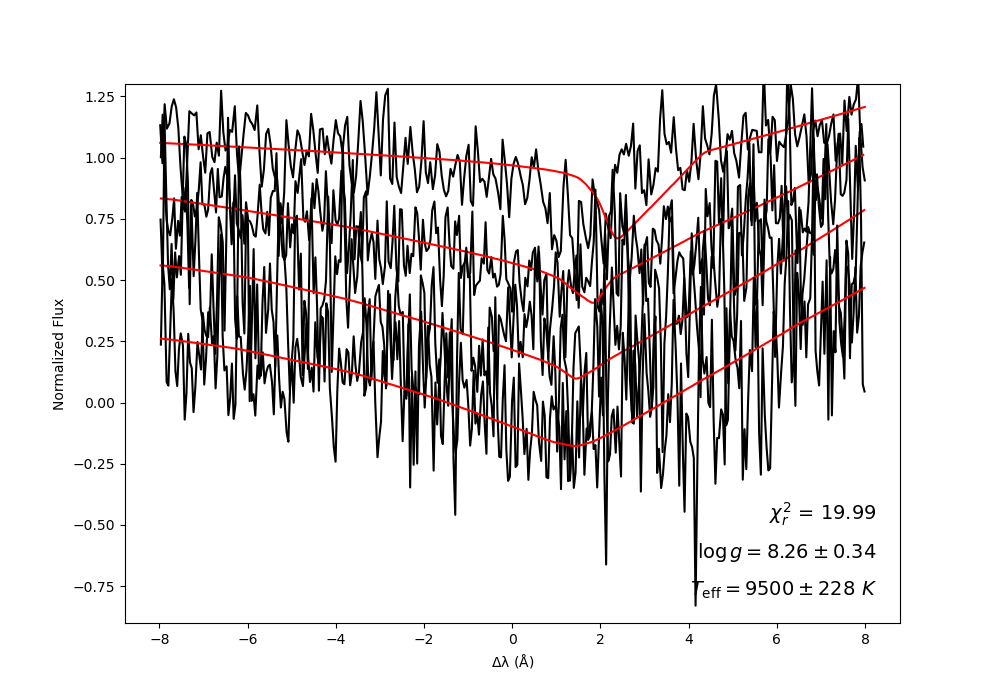 1.25
1.00
0.75
0.50
0.25
0.00
−0.25
−0.50
−0.75
Normalized Flux
χ²ᵣ = 19.99
log g = 8.26 ± 0.34
T_eff = 9500 ± 228 K
−8 −6 −4 −2 0 2 4 6 8
Δλ (Å)